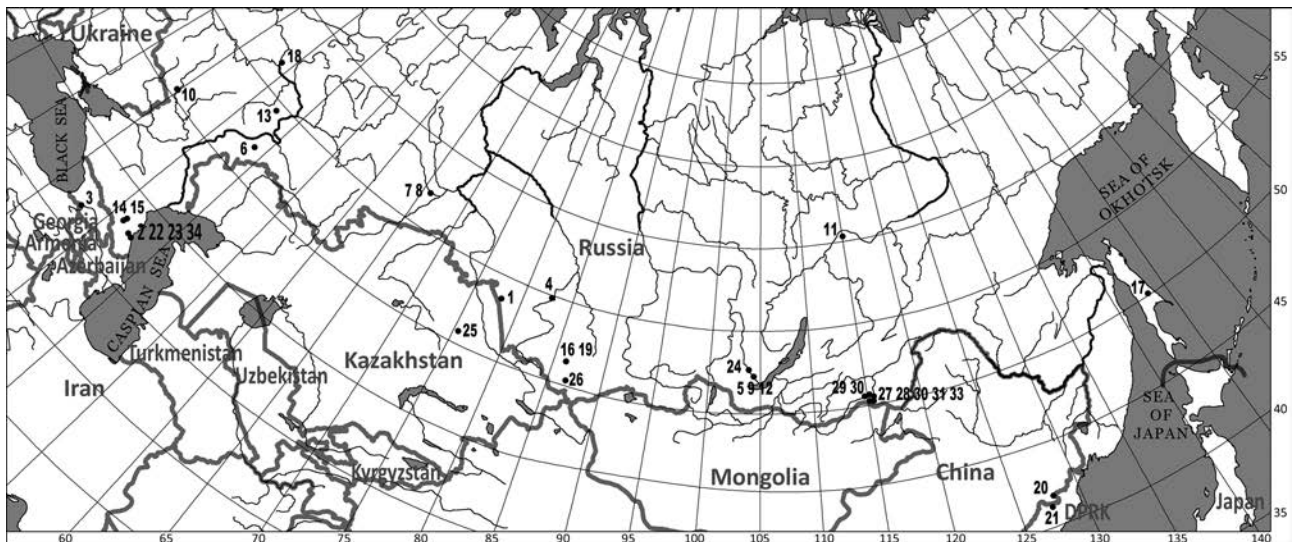 Ukraine
18
55
10
13
6
BLACK SEA
50
SEA OF
OKHOTSK
7 8
3
14 15
Georgia
2 22 23 34
11
Russia
Armenia
Azerbaijan
CASPIAN SEA
4
17
1
45
25
16 19
Turkmenistan
Kazakhstan
24
Iran
Uzbekistan
26
5 9 12
29 30
27 28 30 31 33
SEA
OF
JAPAN
40
Kyrgyzstan
Mongolia
China
20
DPRK
Japan
21
35
60 65 70 75 80 85 90 95 100 105 110 115 120 125 130 135 140